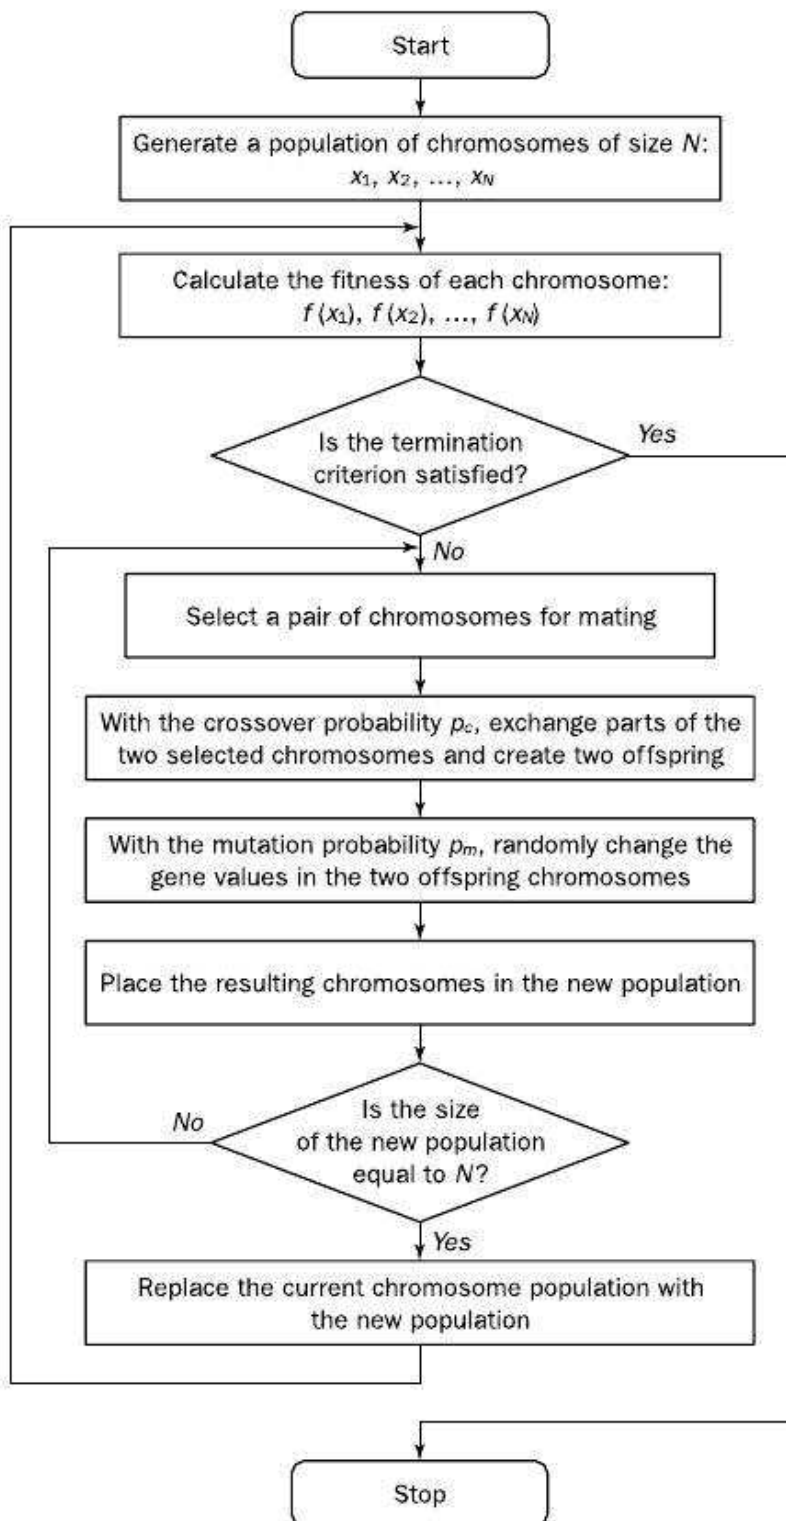 Start
Generate a population of chromosomes of size N:
x₁, x₂, ..., x_N
Calculate the fitness of each chromosome:
f (x₁), f (x₂), ..., f (x_N)
Is the termination
criterion satisfied?
Yes
No
Select a pair of chromosomes for mating
With the crossover probability p_c, exchange parts of the
two selected chromosomes and create two offspring
With the mutation probability p_m, randomly change the
gene values in the two offspring chromosomes
Place the resulting chromosomes in the new population
Is the size
of the new population
equal to N?
No
Yes
Replace the current chromosome population with
the new population
Stop